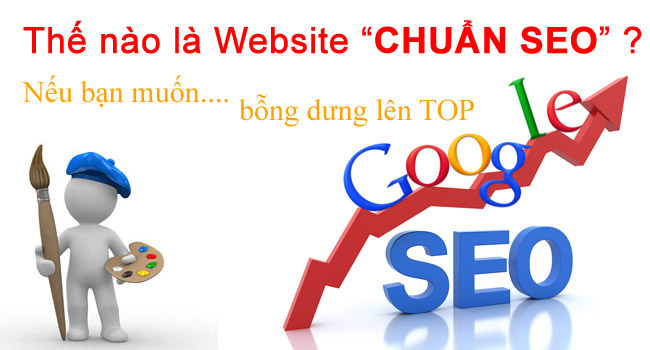 Thế nào là Website “CHUẨN SEO” ?
Nếu bạn muốn....
bỗng dưng lên TOP
Google
SEO